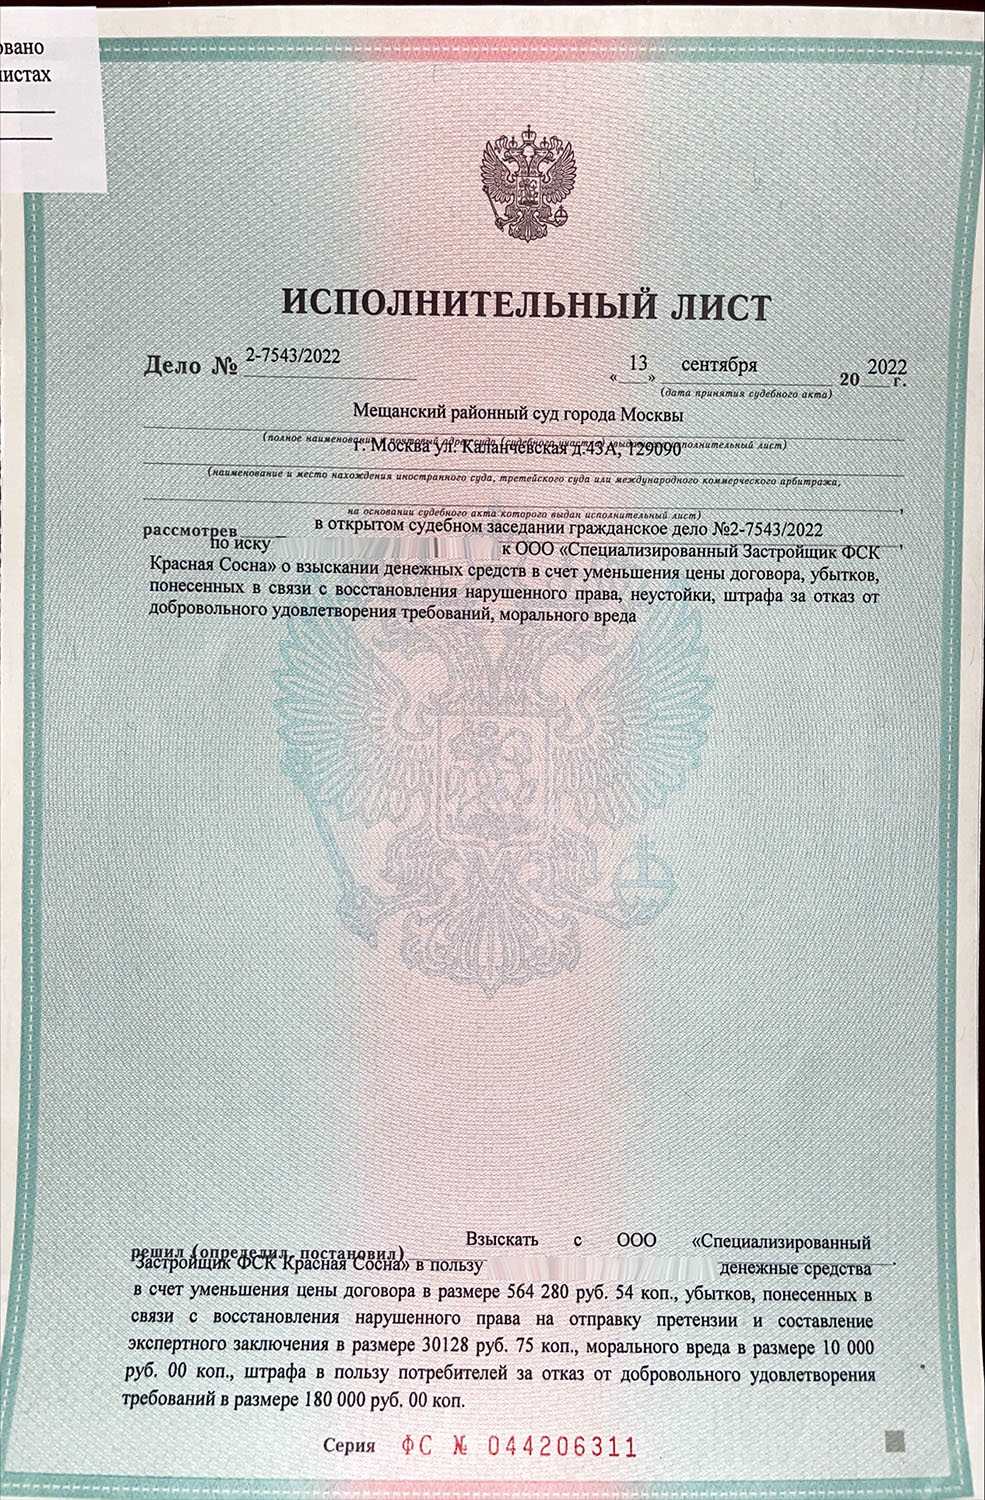 овано
листах
ИСПОЛНИТЕЛЬНЫЙ ЛИСТ
Дело № 2-7543/2022 « 13 » сентября 20 2022 г.
(дата принятия судебного акта)
Мещанский районный суд города Москвы
(полное наименование
исполнительный лист)
г. Москва ул. Каланчевская д.43А, 129090
(наименование и место нахождения иностранного суда, третейского суда или международного коммерческого арбитража,
на основании судебного акта которого выдан исполнительный лист)
рассмотрев в открытом судебном заседании гражданское дело №2-7543/2022
по иску к ООО «Специализированный Застройщик ФСК
Красная Сосна» о взыскании денежных средств в счет уменьшения цены договора, убытков,
понесенных в связи с восстановления нарушенного права, неустойки, штрафа за отказ от
добровольного удовлетворения требований, морального вреда
решил (определил, постановил) Взыскать с ООО «Специализированный
Застройщик ФСК Красная Сосна» в пользу денежные средства
в счет уменьшения цены договора в размере 564 280 руб. 54 коп., убытков, понесенных в
связи с восстановления нарушенного права на отправку претензии и составление
экспертного заключения в размере 30128 руб. 75 коп., морального вреда в размере 10 000
руб. 00 коп., штрафа в пользу потребителей за отказ от добровольного удовлетворения
требований в размере 180 000 руб. 00 коп.
Серия ФС № 044206311